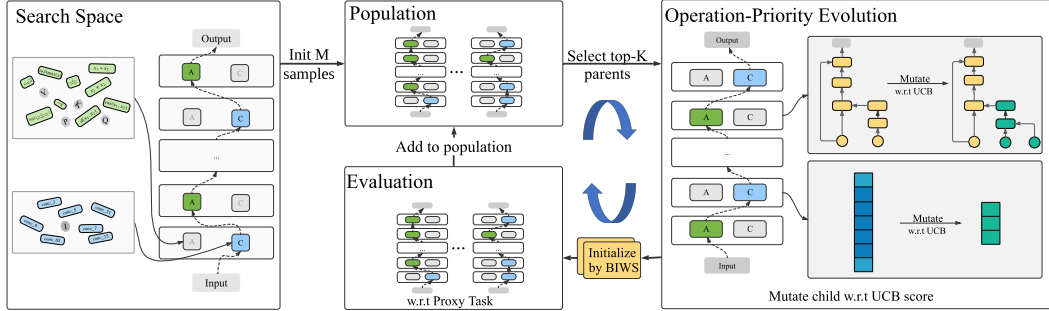 Search Space
Output
A
C
A
C
...
A
C
A
C
Input
Init M
samples
Population
...
...
...
...
Add to population
Evaluation
...
...
...
...
w.r.t Proxy Task
Select top-K
parents
Initialize
by BIWS
Operation-Priority Evolution
Output
A
C
A
C
...
A
C
A
C
Input
Mutate
w.r.t UCB
Mutate
w.r.t UCB
Mutate child w.r.t UCB score